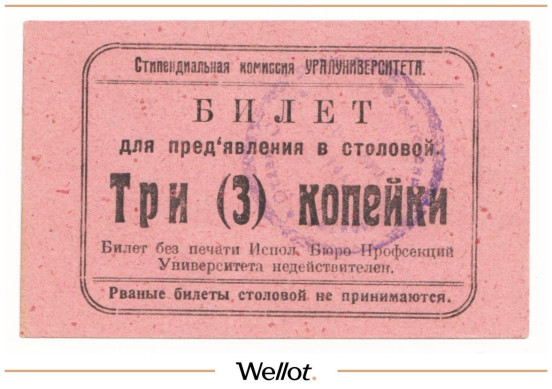 Стипендиальная комиссия УРАЛУНИВЕРСИТЕТА.
БИЛЕТ
для пред'явления в столовой.
Три (3) копейки
Билет без печати Испол. Бюро Профсекций
Университета недействителен.
Рваные билеты столовой не принимаются.
Wellot.